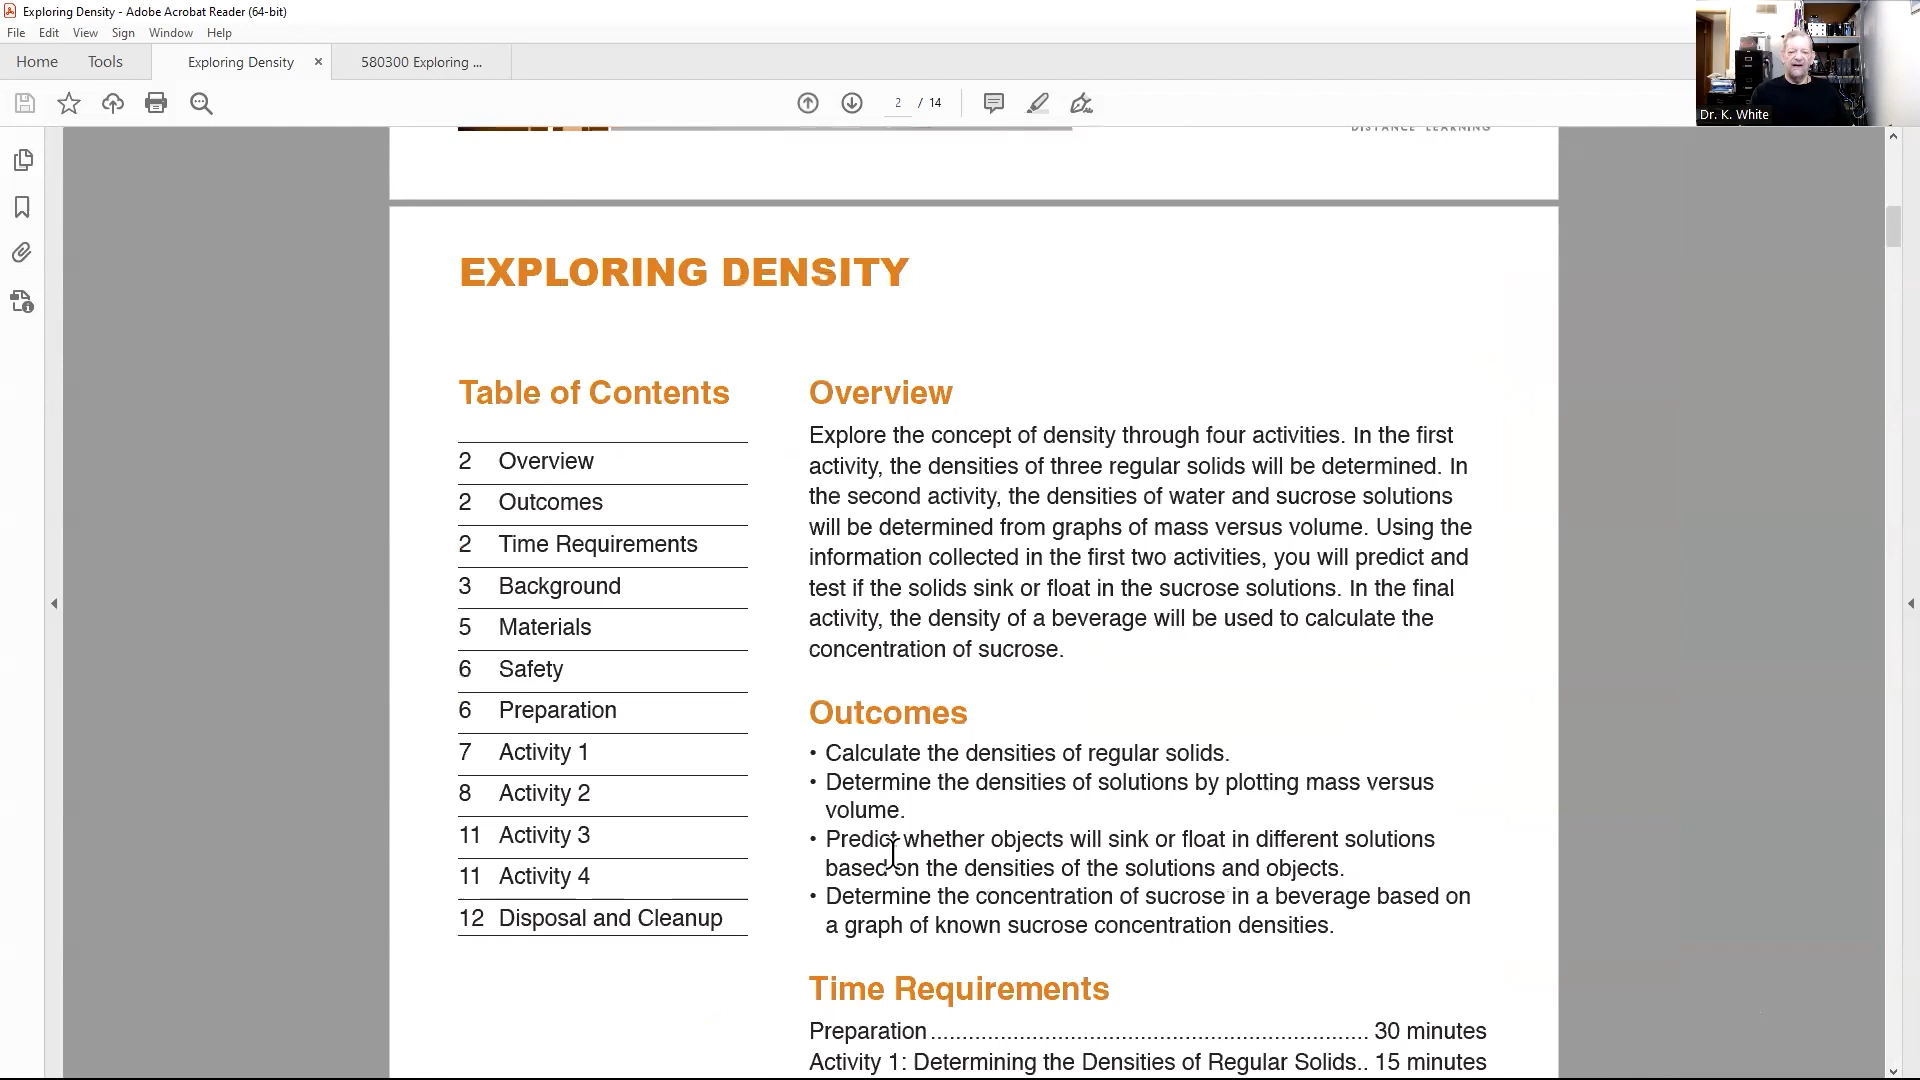 Exploring Density - Adobe Acrobat Reader (64-bit)
File Edit View Sign Window Help
Home Tools Exploring Density × 580300 Exploring ...
2 / 14
Dr. K. White
DISTANCE LEARNING
EXPLORING DENSITY
Table of Contents
2 Overview
2 Outcomes
2 Time Requirements
3 Background
5 Materials
6 Safety
6 Preparation
7 Activity 1
8 Activity 2
11 Activity 3
11 Activity 4
12 Disposal and Cleanup
Overview
Explore the concept of density through four activities. In the first
activity, the densities of three regular solids will be determined. In
the second activity, the densities of water and sucrose solutions
will be determined from graphs of mass versus volume. Using the
information collected in the first two activities, you will predict and
test if the solids sink or float in the sucrose solutions. In the final
activity, the density of a beverage will be used to calculate the
concentration of sucrose.
Outcomes
• Calculate the densities of regular solids.
• Determine the densities of solutions by plotting mass versus
volume.
• Predict whether objects will sink or float in different solutions
based on the densities of the solutions and objects.
• Determine the concentration of sucrose in a beverage based on
a graph of known sucrose concentration densities.
Time Requirements
Preparation ..................................................................... 30 minutes
Activity 1: Determining the Densities of Regular Solids.. 15 minutes